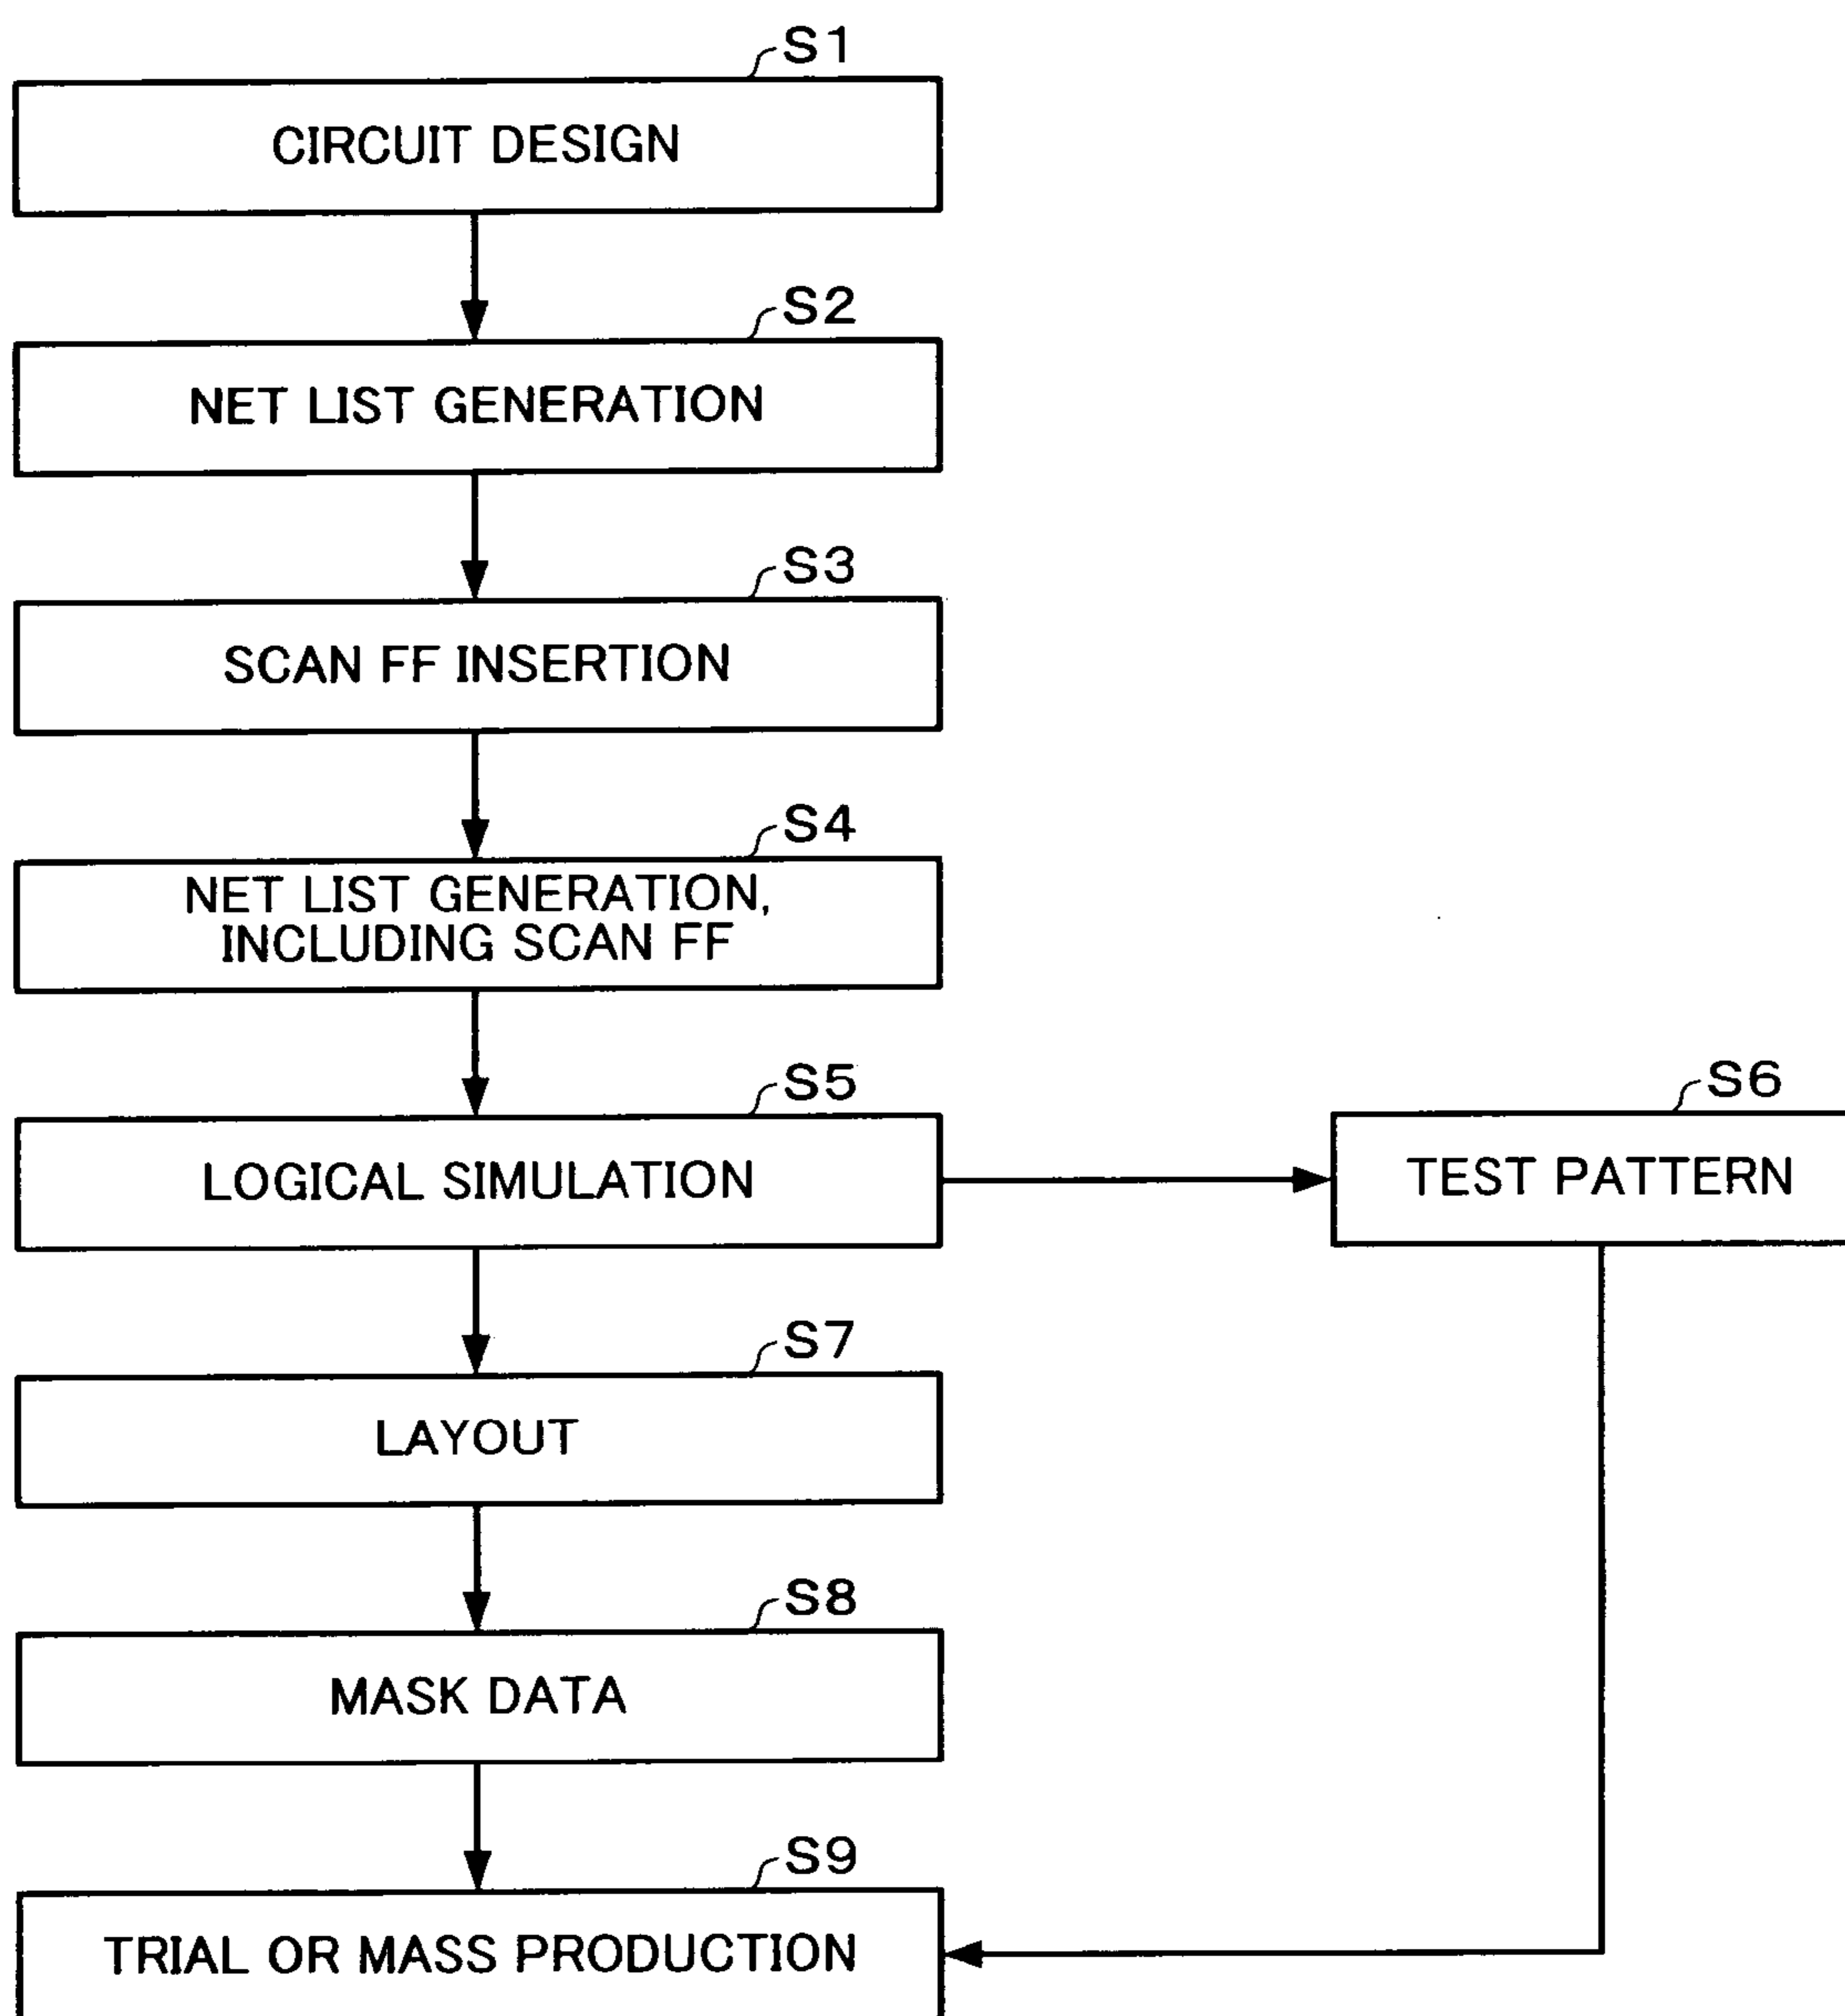 S1
CIRCUIT DESIGN
S2
NET LIST GENERATION
S3
SCAN FF INSERTION
S4
NET LIST GENERATION,
INCLUDING SCAN FF
S5
LOGICAL SIMULATION
S6
TEST PATTERN
S7
LAYOUT
S8
MASK DATA
S9
TRIAL OR MASS PRODUCTION